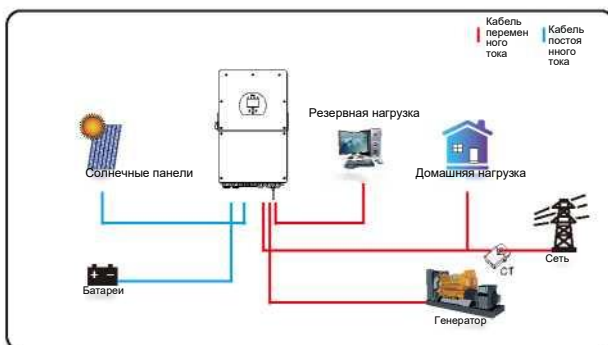 Кабель
перемен
ного
тока
Кабель
постоя
нного
тока
Резервная нагрузка
Солнечные панели
Домашняя нагрузка
Батареи
CT
Сеть
Генератор